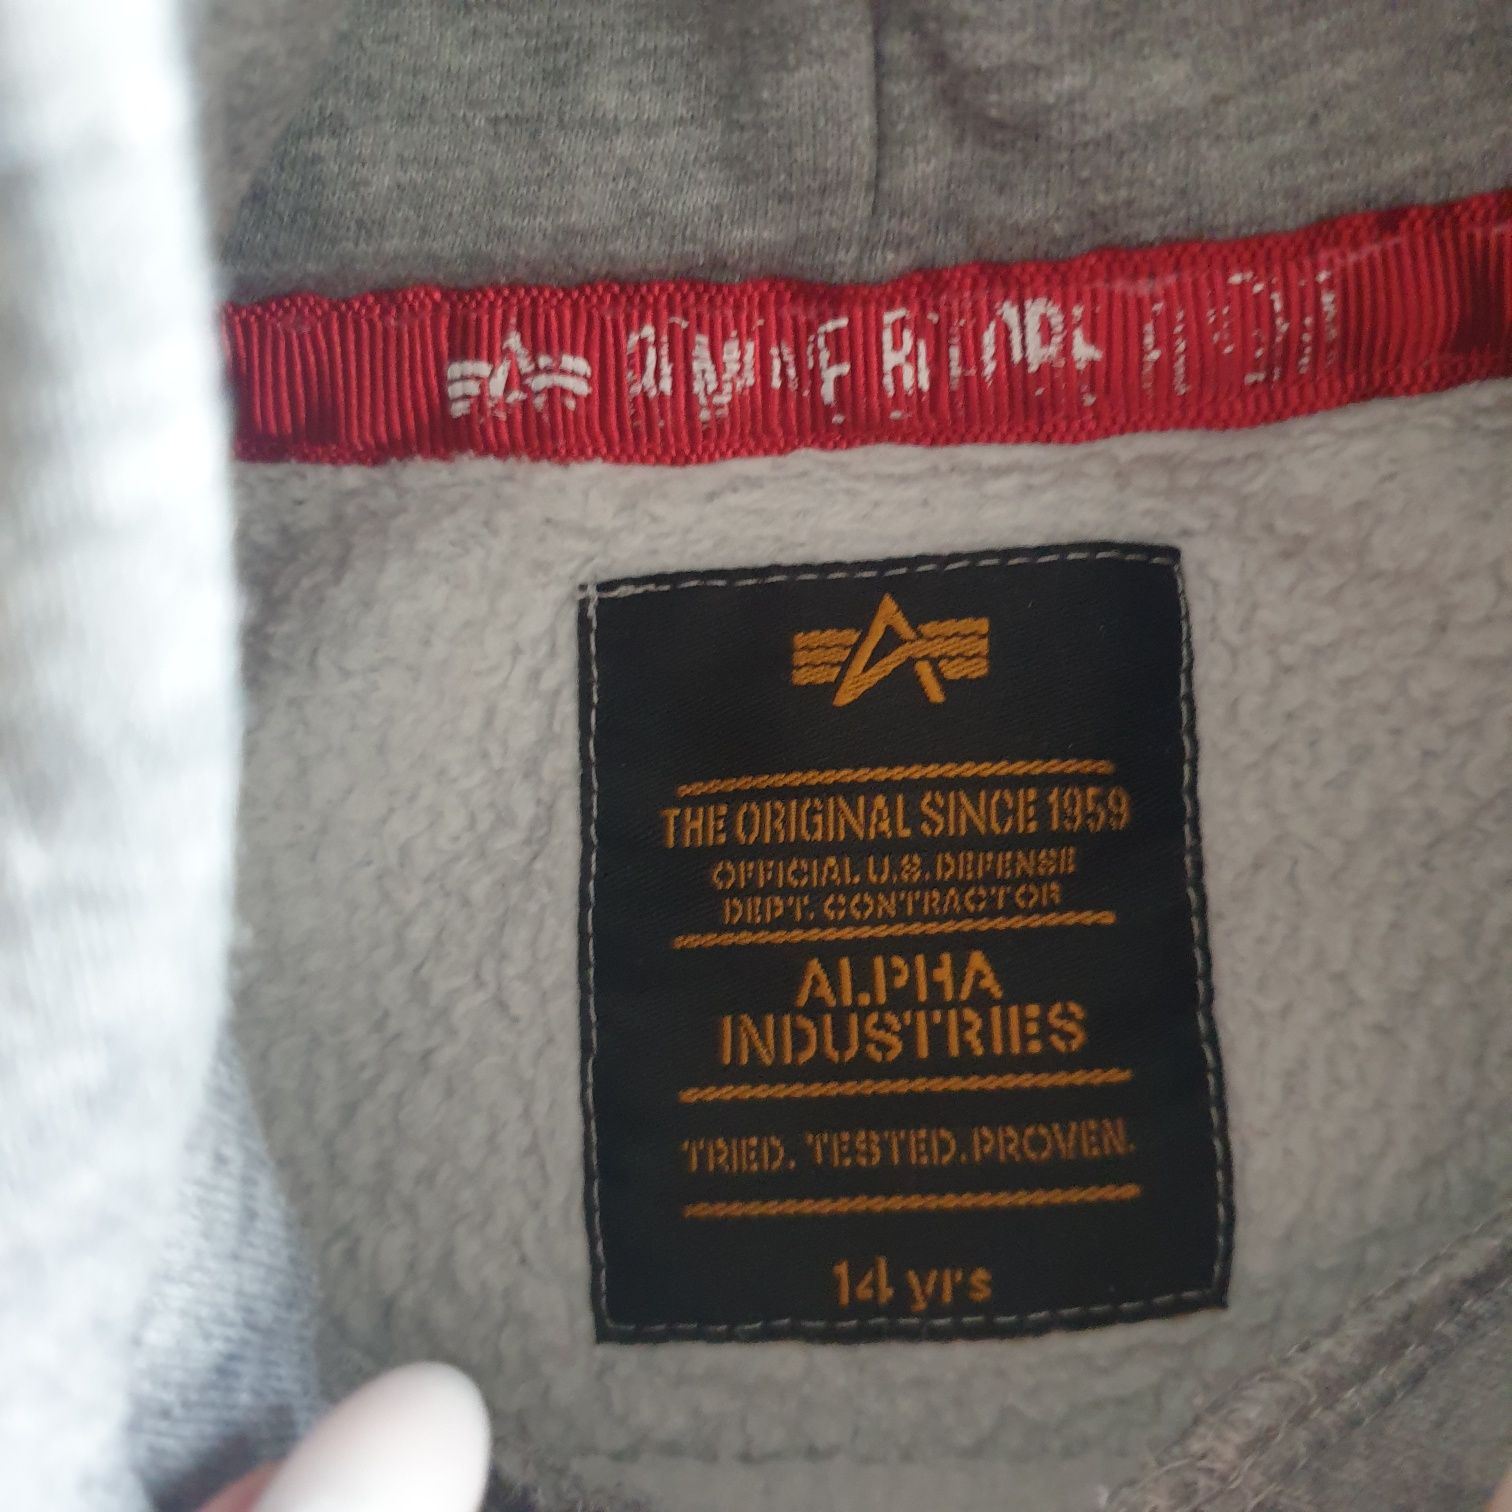 THE ORIGINAL SINCE 1959
OFFICIAL U.S. DEFENSE
DEPT. CONTRACTOR
ALPHA
INDUSTRIES
TRIED. TESTED. PROVEN.
14 yrs